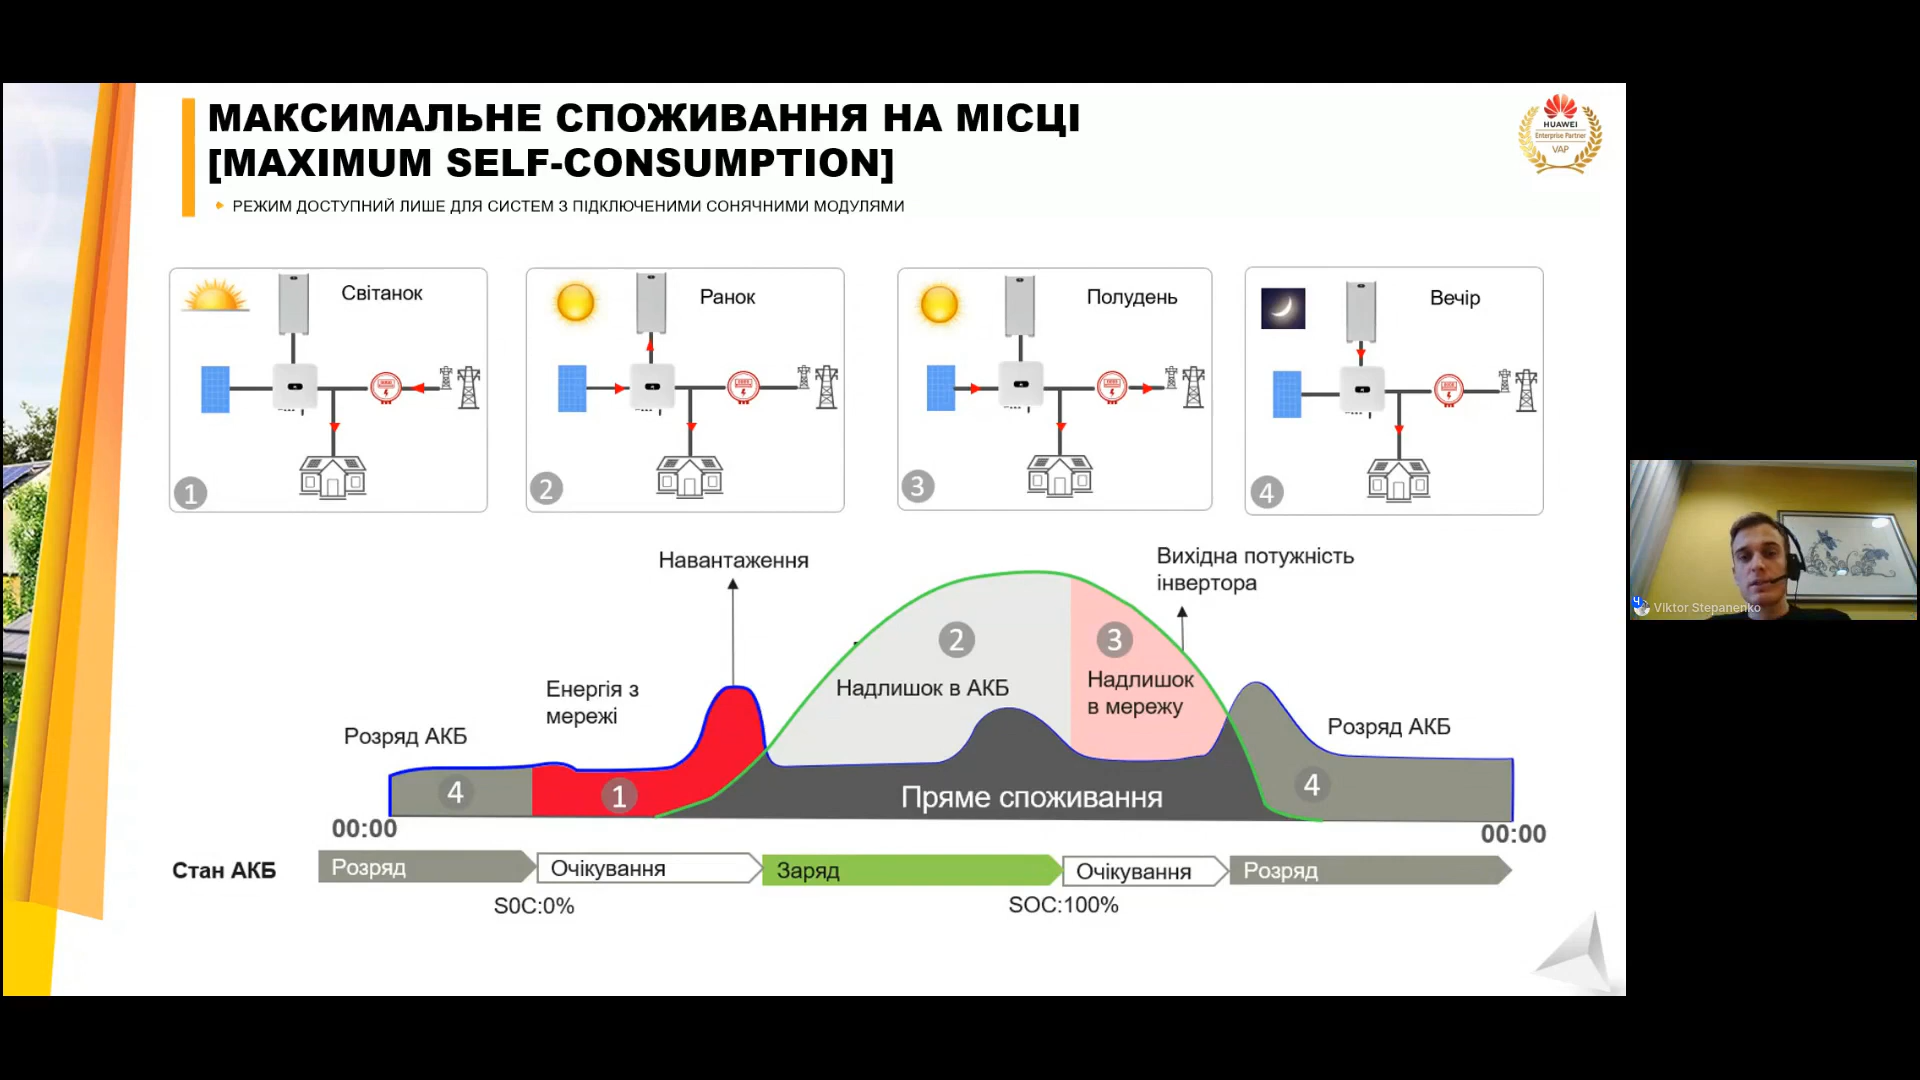 МАКСИМАЛЬНЕ СПОЖИВАННЯ НА МІСЦІ
[MAXIMUM SELF-CONSUMPTION]
РЕЖИМ ДОСТУПНИЙ ЛИШЕ ДЛЯ СИСТЕМ З ПІДКЛЮЧЕНИМИ СОНЯЧНИМИ МОДУЛЯМИ
HUAWEI
Enterprise Partner
VAP
Світанок
1
Ранок
2
Полудень
3
Вечір
4
Навантаження
Вихідна потужність
інвертора
Енергія з
мережі
Розряд АКБ
2
Надлишок в АКБ
3
Надлишок
в мережу
Розряд АКБ
4
1
Пряме споживання
4
00:00
00:00
Стан АКБ
Розряд
Очікування
Заряд
Очікування
Розряд
S0C:0%
SOC:100%
Viktor Stepanenko